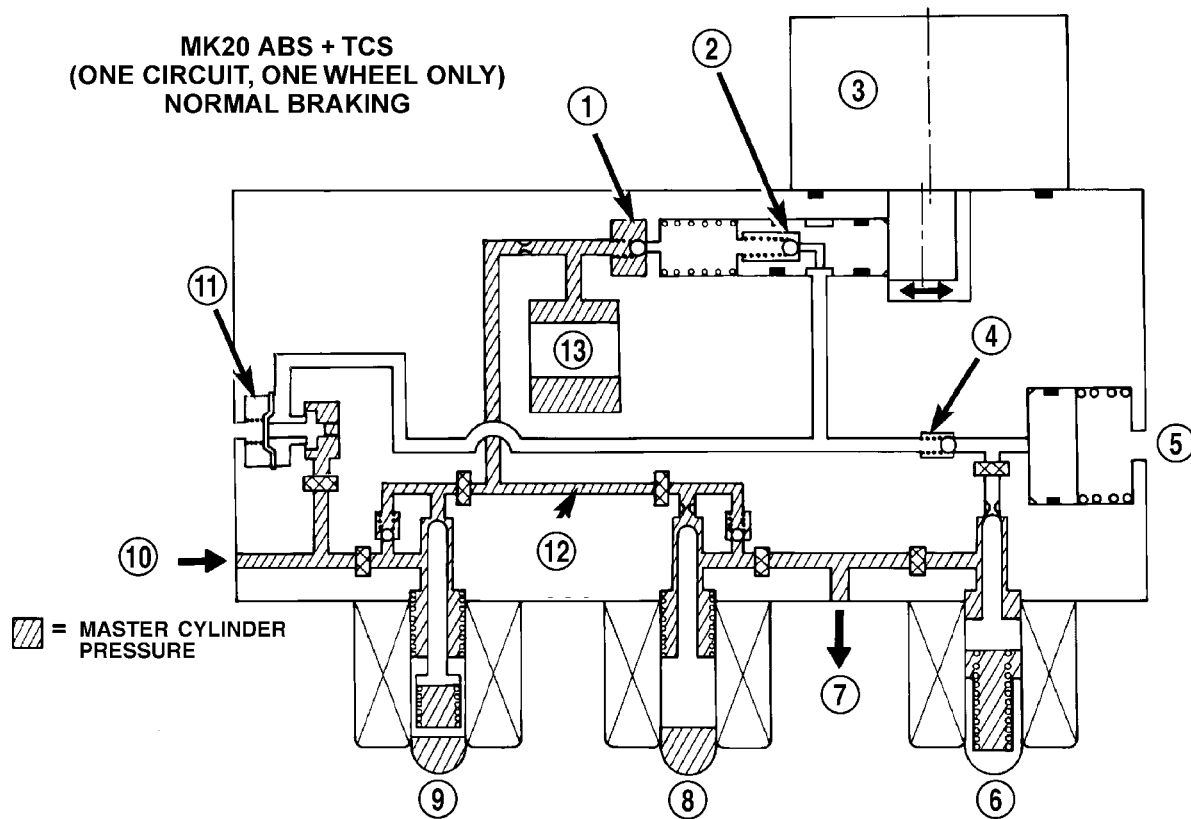 MK20 ABS + TCS
(ONE CIRCUIT, ONE WHEEL ONLY)
NORMAL BRAKING
1
2
3
11
13
4
5
10
12
= MASTER CYLINDER
PRESSURE
7
9
8
6